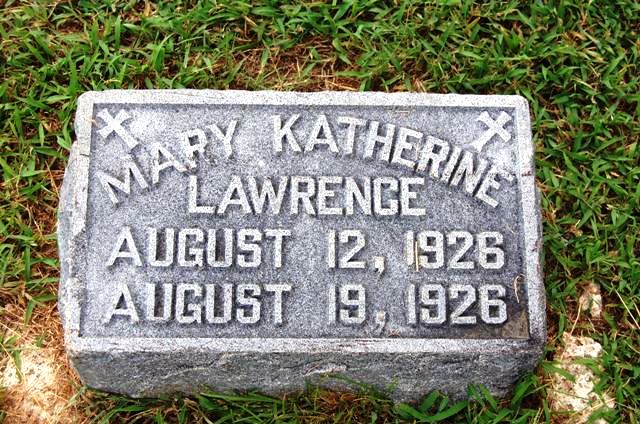 MARY KATHERINE
LAWRENCE
AUGUST 12, 1926
AUGUST 19, 1926